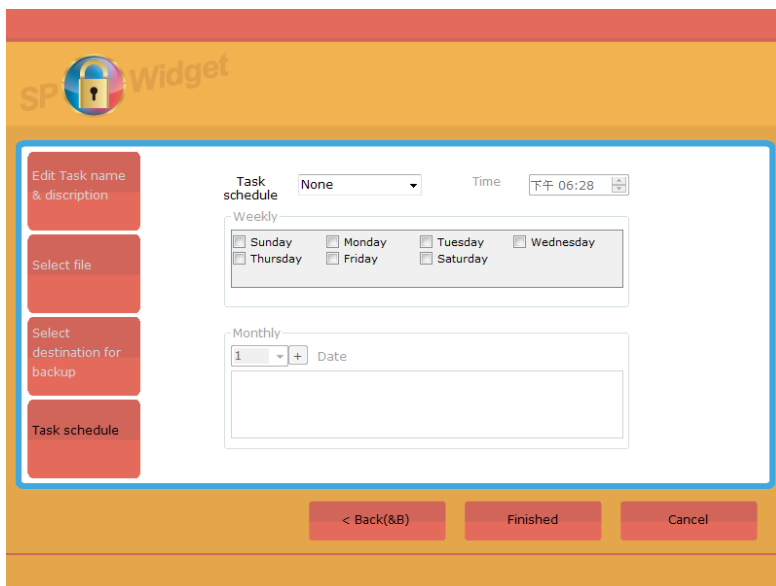 SP Widget
Edit Task name
& discription
Select file
Select
destination for
backup
Task schedule
Task
schedule
None
Time
下午 06:28
Weekly
Sunday Monday Tuesday Wednesday
Thursday Friday Saturday
Monthly
1 + Date
< Back(&B) Finished Cancel